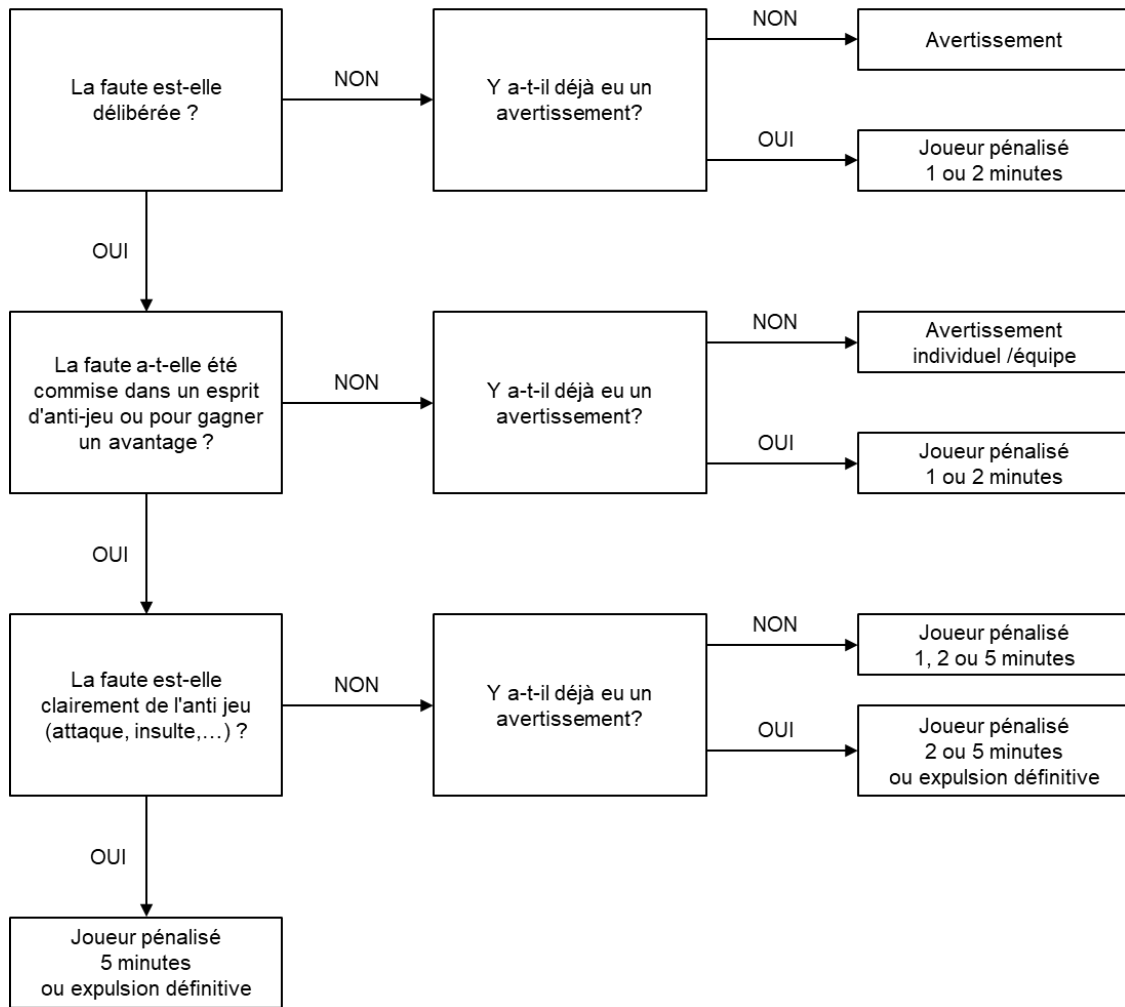 La faute est-elle
délibérée ?
NON
Y a-t-il déjà eu un
avertissement?
NON
Avertissement
OUI
Joueur pénalisé
1 ou 2 minutes
OUI
La faute a-t-elle été
commise dans un esprit
d'anti-jeu ou pour gagner
un avantage ?
NON
Y a-t-il déjà eu un
avertissement?
NON
Avertissement
individuel /équipe
OUI
Joueur pénalisé
1 ou 2 minutes
OUI
La faute est-elle
clairement de l'anti jeu
(attaque, insulte,…) ?
NON
Y a-t-il déjà eu un
avertissement?
NON
Joueur pénalisé
1, 2 ou 5 minutes
OUI
Joueur pénalisé
2 ou 5 minutes
ou expulsion définitive
OUI
Joueur pénalisé
5 minutes
ou expulsion définitive